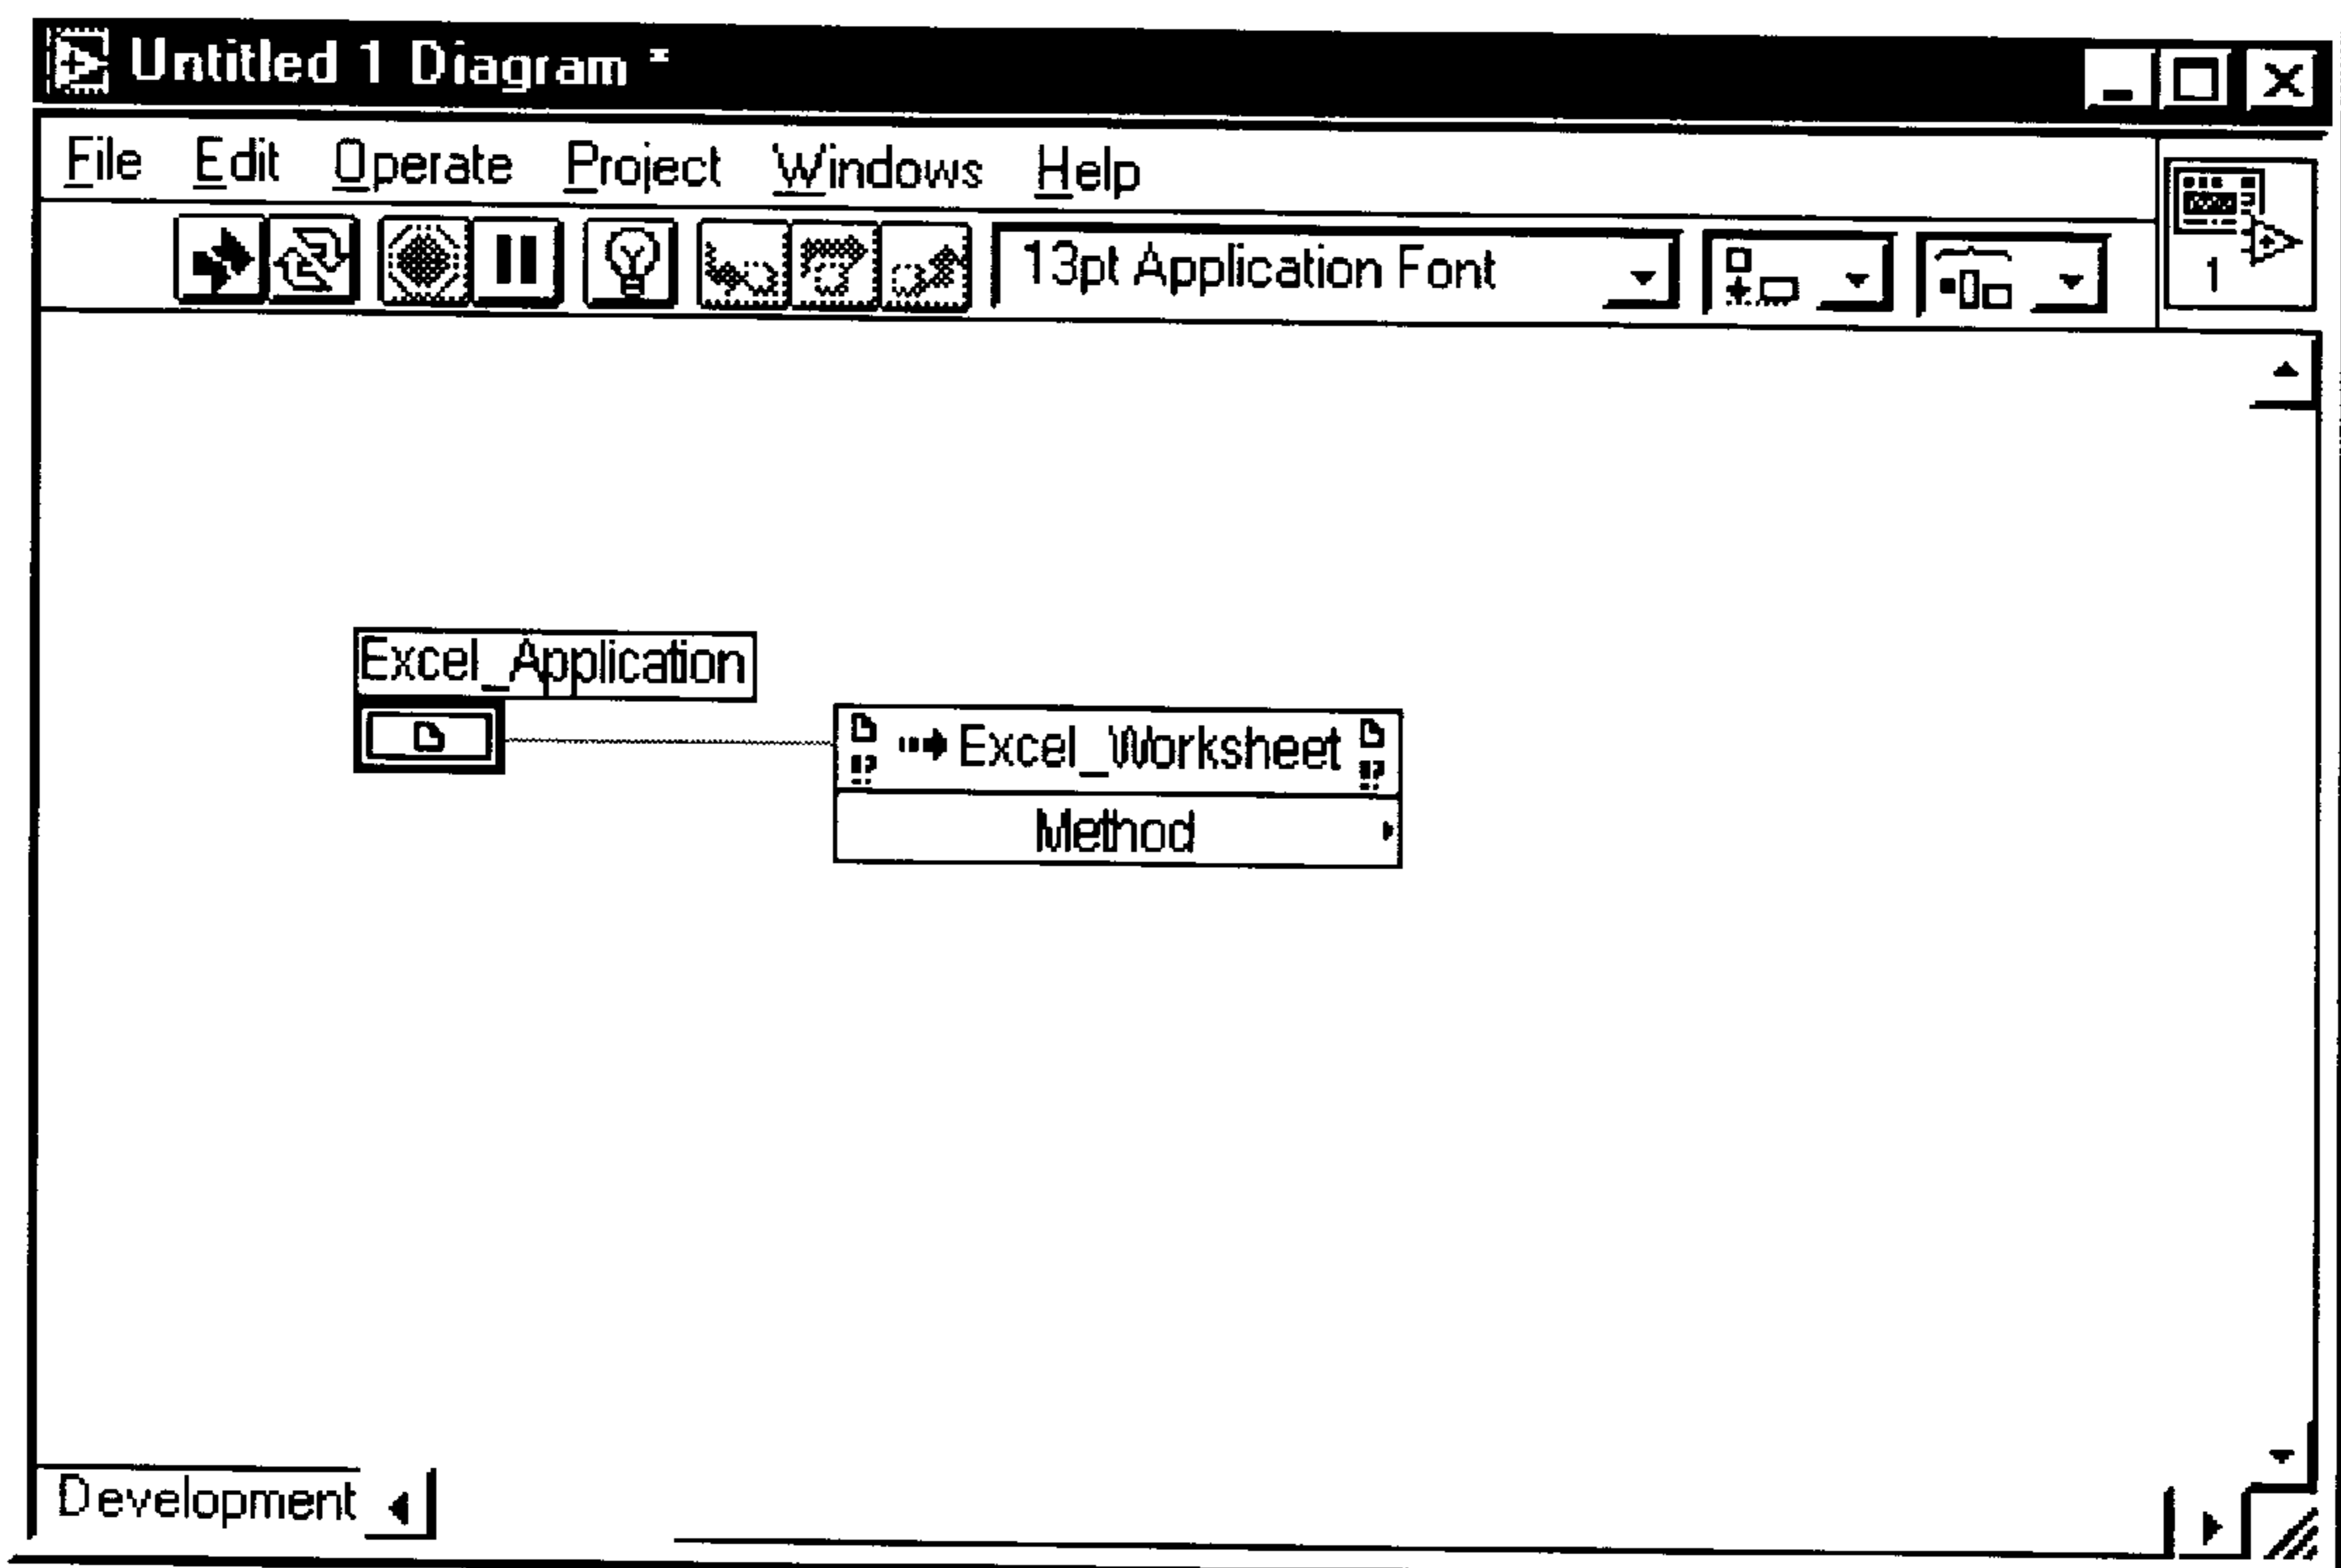 Untitled 1 Diagram *
File Edit Operate Project Windows Help
13pt Application Font
1
Excel_Application
Excel_Worksheet
Method
Development